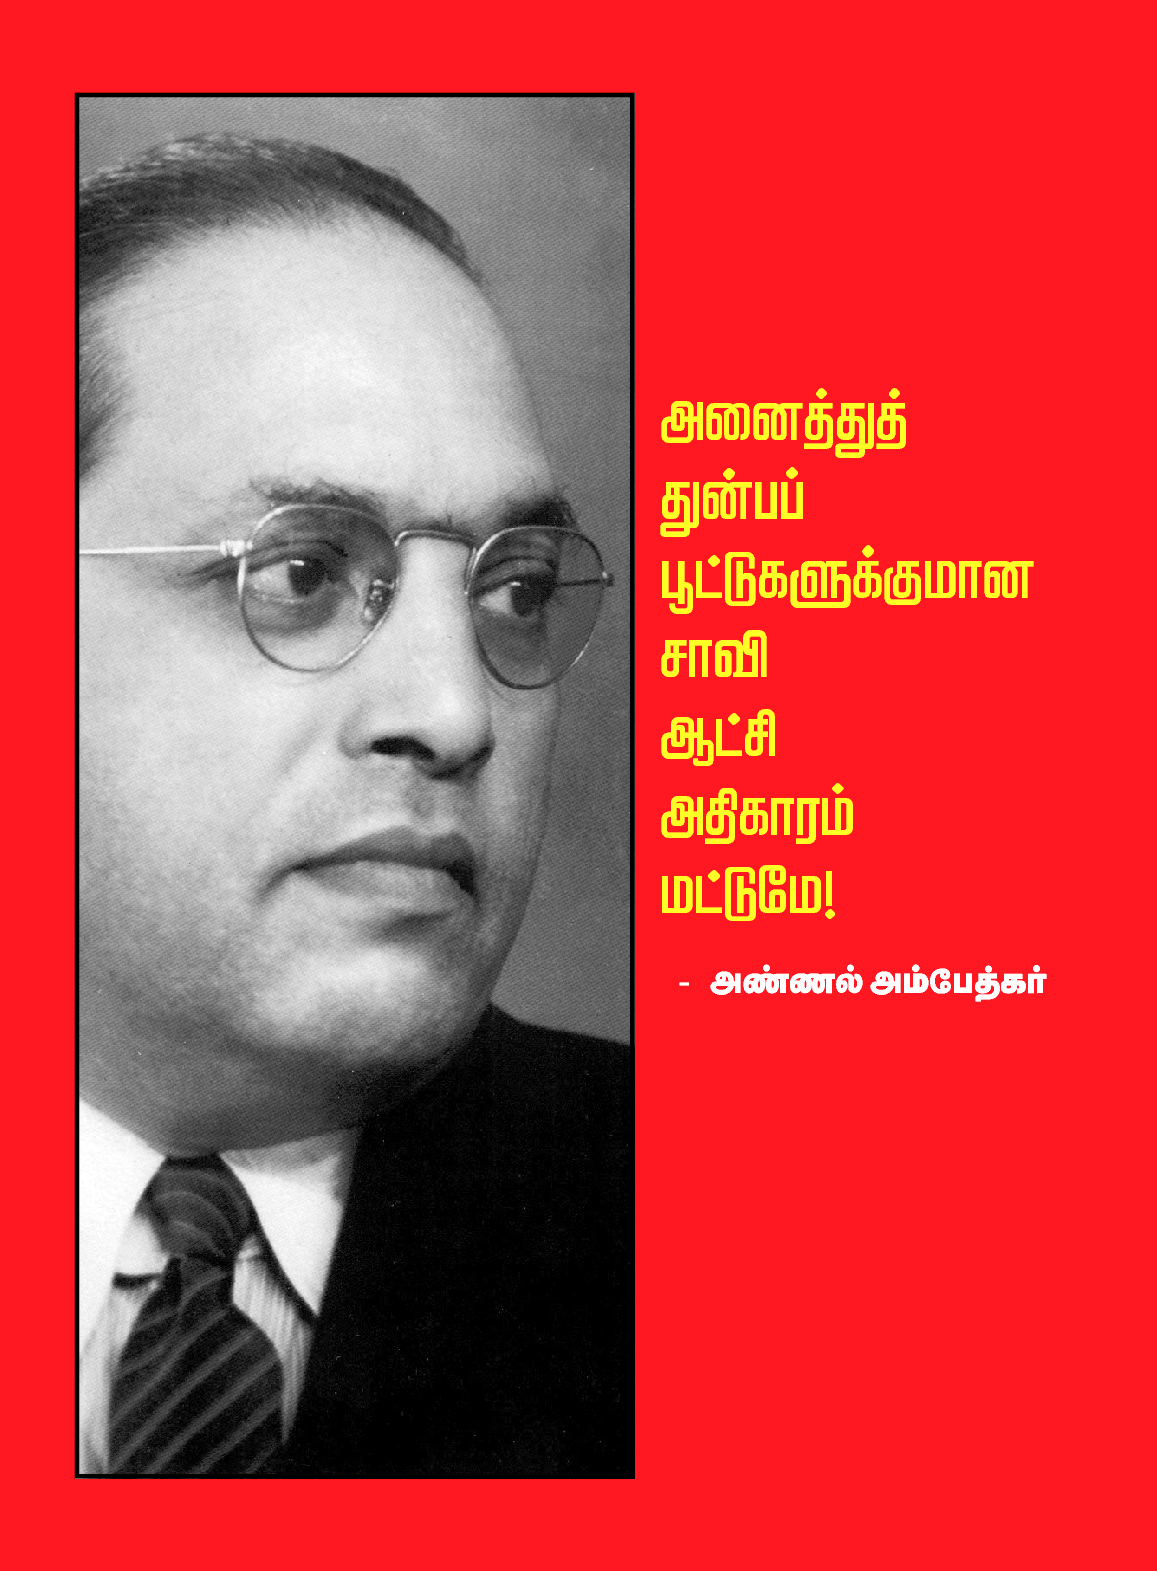 அனைத்துத்
துன்பப்
பூட்டுகளுக்குமான
சாவி
ஆட்சி
அதிகாரம்
மட்டுமே!
- அண்ணல் அம்பேத்கர்